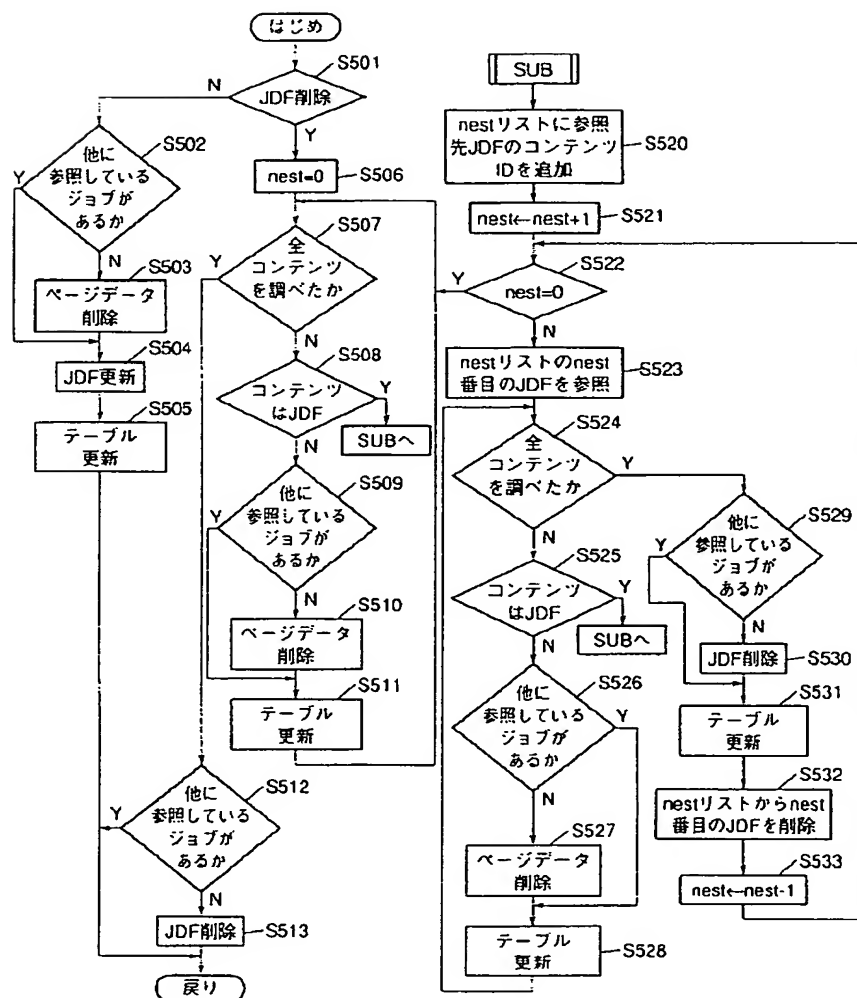 はじめ
S501
JDF削除
N
Y
S502
他に
参照している
ジョブが
あるか
Y
N
S503
ページデータ
削除
S504
JDF更新
S505
テーブル
更新
nest=0
S506
S507
全
コンテンツ
を調べたか
Y
N
S508
コンテンツ
はJDF
Y
SUBへ
N
S509
他に
参照している
ジョブが
あるか
Y
N
S510
ページデータ
削除
S511
テーブル
更新
S512
他に
参照している
ジョブが
あるか
Y
N
JDF削除
S513
戻り
SUB
nestリストに参照
先JDFのコンテンツ
IDを追加
S520
nest←nest+1
S521
S522
nest=0
Y
N
nestリストのnest
番目のJDFを参照
S523
S524
全
コンテンツ
を調べたか
Y
N
S525
コンテンツ
はJDF
Y
SUBへ
N
S526
他に
参照している
ジョブが
あるか
Y
N
S527
ページデータ
削除
テーブル
更新
S528
S529
他に
参照している
ジョブが
あるか
Y
N
JDF削除
S530
S531
テーブル
更新
S532
nestリストからnest
番目のJDFを削除
S533
nest←nest-1